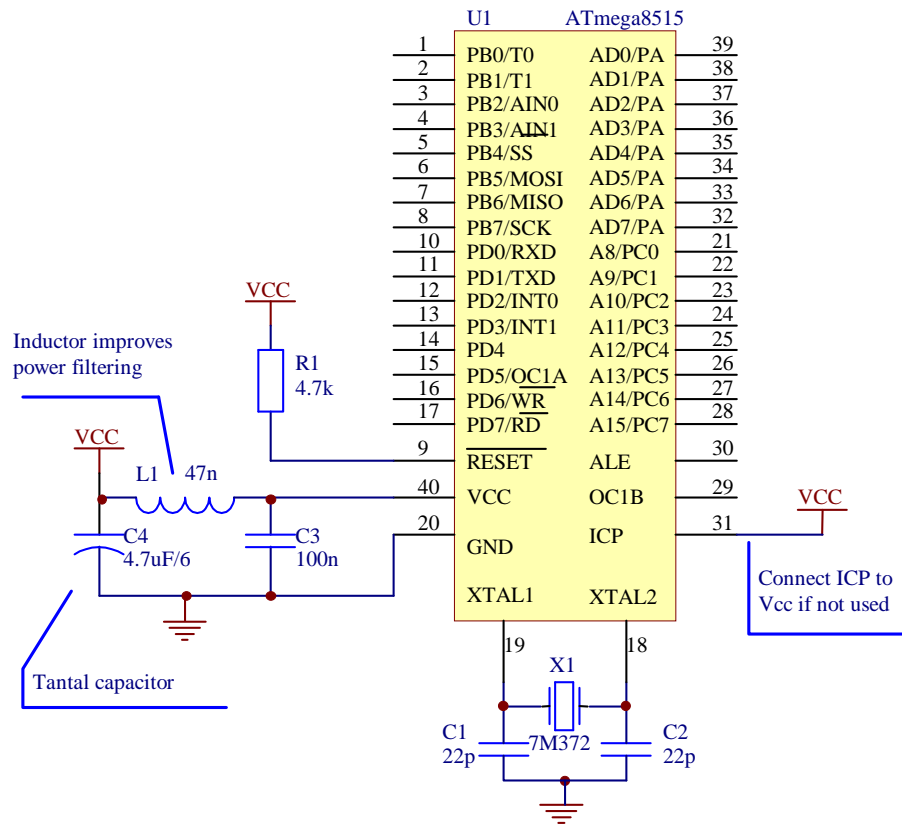 U1 ATmega8515
1 PB0/T0 AD0/PA 39
2 PB1/T1 AD1/PA 38
3 PB2/AIN0 AD2/PA 37
4 PB3/AIN1 AD3/PA 36
5 PB4/SS AD4/PA 35
6 PB5/MOSI AD5/PA 34
7 PB6/MISO AD6/PA 33
8 PB7/SCK AD7/PA 32
10 PD0/RXD A8/PC0 21
11 PD1/TXD A9/PC1 22
12 PD2/INT0 A10/PC2 23
13 PD3/INT1 A11/PC3 24
14 PD4 A12/PC4 25
15 PD5/OC1A A13/PC5 26
16 PD6/WR A14/PC6 27
17 PD7/RD A15/PC7 28
9 RESET ALE 30
40 VCC OC1B 29
20 GND ICP 31
XTAL1 XTAL2
19 18
VCC
R1
4.7k
Inductor improves
power filtering
VCC
L1 47n
C4
4.7uF/6
C3
100n
Tantal capacitor
VCC
Connect ICP to
Vcc if not used
X1
7M372
C1
22p
C2
22p